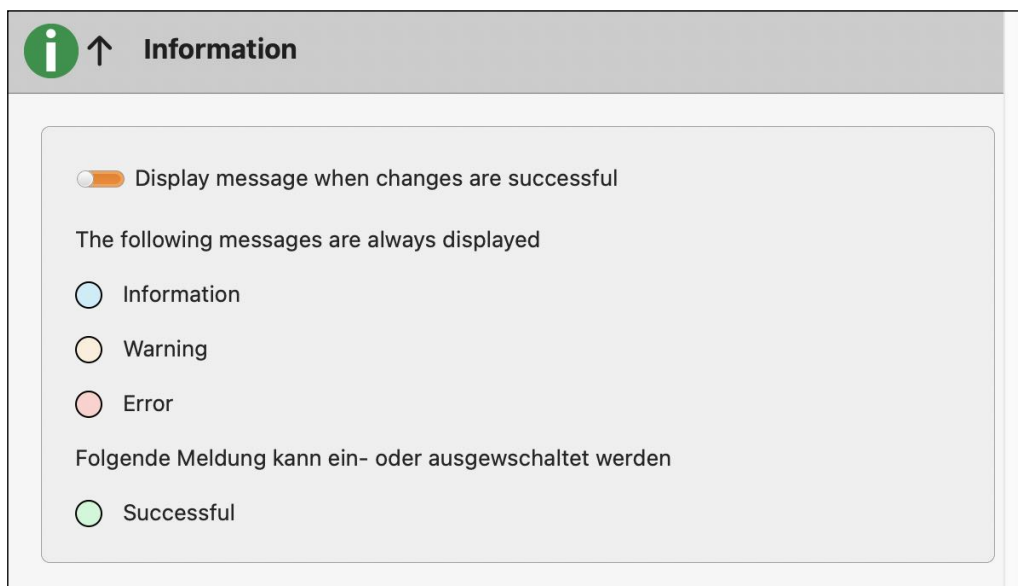 Information
Display message when changes are successful
The following messages are always displayed
Information
Warning
Error
Folgende Meldung kann ein- oder ausgewschaltet werden
Successful